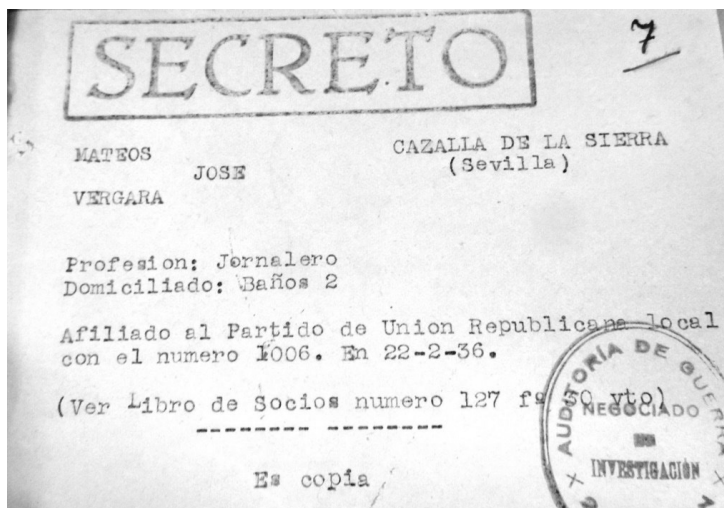 SECRETO
7
MATEOS
JOSE
VERGARA
CAZALLA DE LA SIERRA
(Sevilla)
Profesion: Jornalero
Domiciliado: Baños 2
Afiliado al Partido de Union Republicana local
con el numero 1006. En 22-2-36.
(Ver Libro de Socios numero 127 fº 50 vto)
-------- --------
Es copia
AUDITORIA DE GUERRA
NEGOCIADO
DE
INVESTIGACIÓN